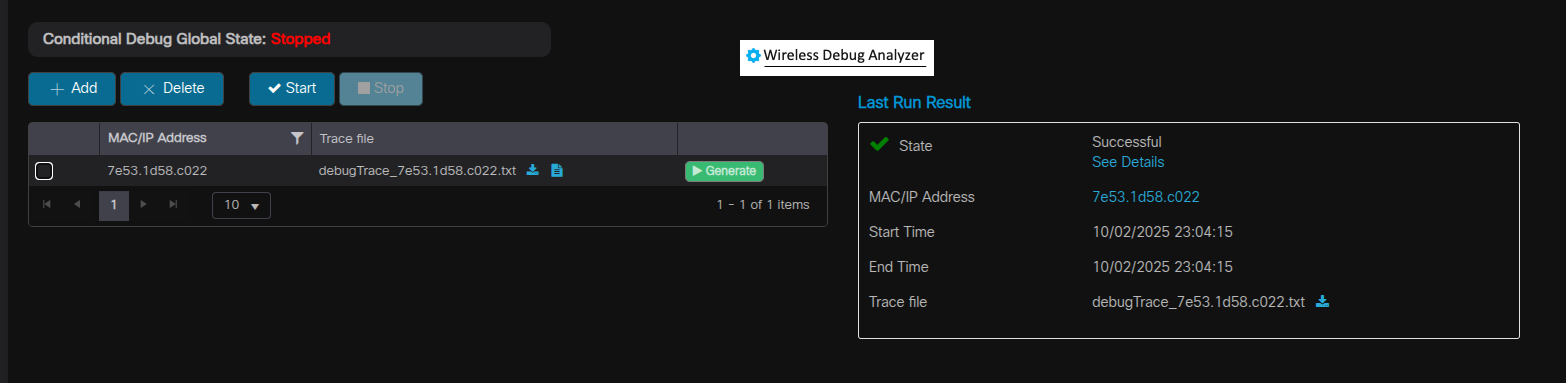 Conditional Debug Global State: Stopped
Wireless Debug Analyzer
Add
Delete
Start
Stop
MAC/IP Address
Trace file
7e53.1d58.c022
debugTrace_7e53.1d58.c022.txt
Generate
1
10
1 - 1 of 1 items
Last Run Result
State
Successful
See Details
MAC/IP Address
7e53.1d58.c022
Start Time
10/02/2025 23:04:15
End Time
10/02/2025 23:04:15
Trace file
debugTrace_7e53.1d58.c022.txt